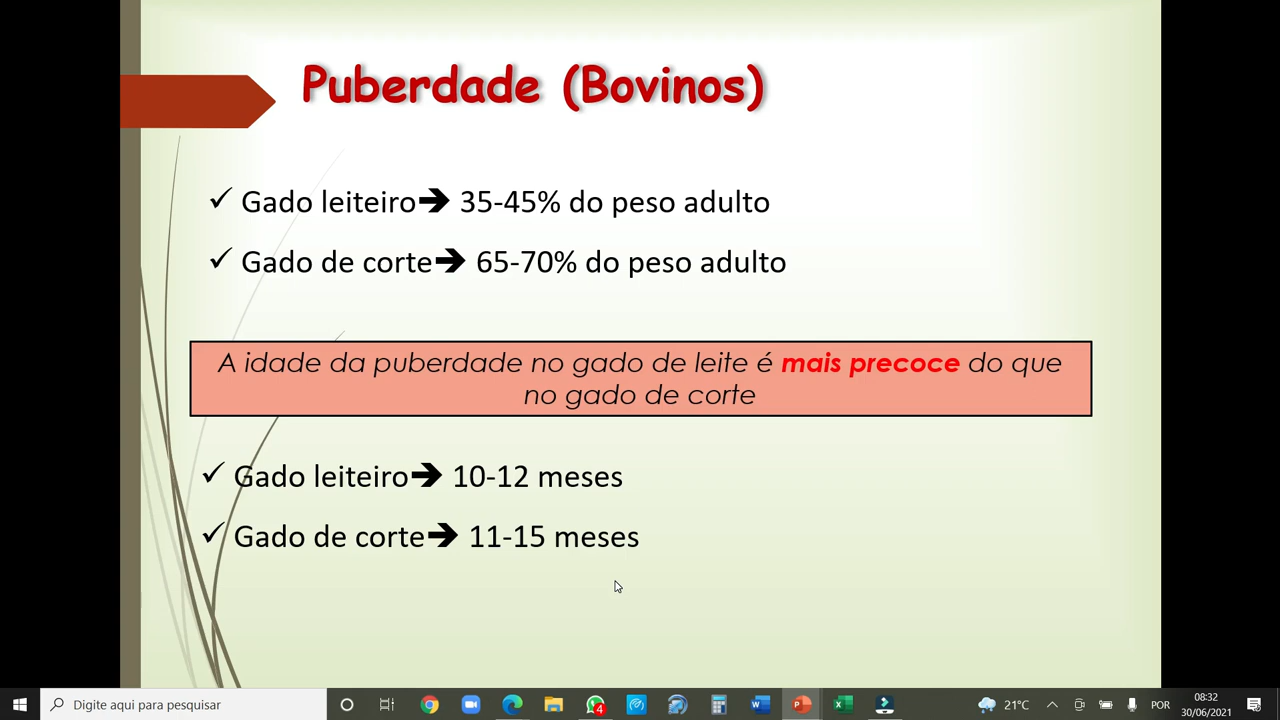 Puberdade (Bovinos)
✓ Gado leiteiro➔ 35-45% do peso adulto
✓ Gado de corte➔ 65-70% do peso adulto
A idade da puberdade no gado de leite é mais precoce do que
no gado de corte
✓ Gado leiteiro➔ 10-12 meses
✓ Gado de corte➔ 11-15 meses
Digite aqui para pesquisar
4
21°C
POR
08:32
30/06/2021